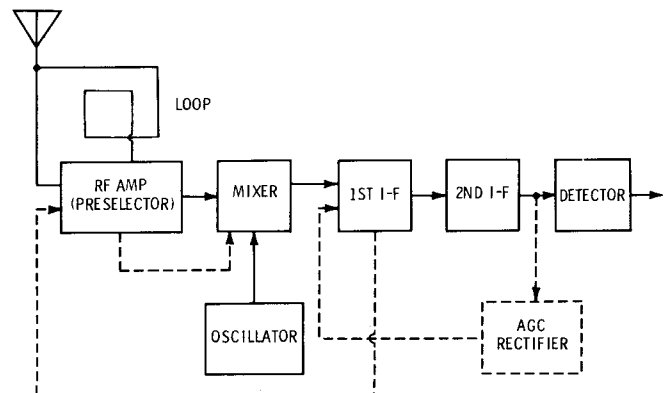 LOOP
RF AMP
(PRESELECTOR)
MIXER
1ST I-F
2ND I-F
DETECTOR
OSCILLATOR
AGC
RECTIFIER